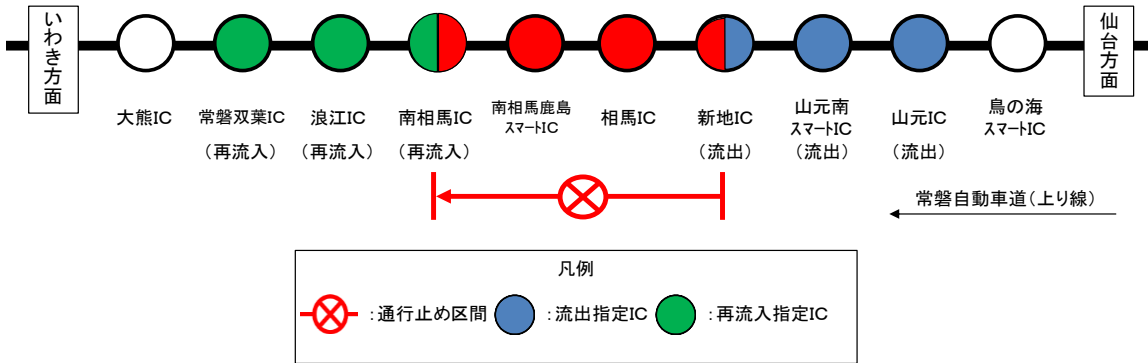 いわき方面
仙台方面
大熊IC
常磐双葉IC
(再流入)
浪江IC
(再流入)
南相馬IC
(再流入)
南相馬鹿島
スマートIC
相馬IC
新地IC
(流出)
山元南
スマートIC
(流出)
山元IC
(流出)
鳥の海
スマートIC
常磐自動車道(上り線)
凡例
:通行止め区間
:流出指定IC
:再流入指定IC